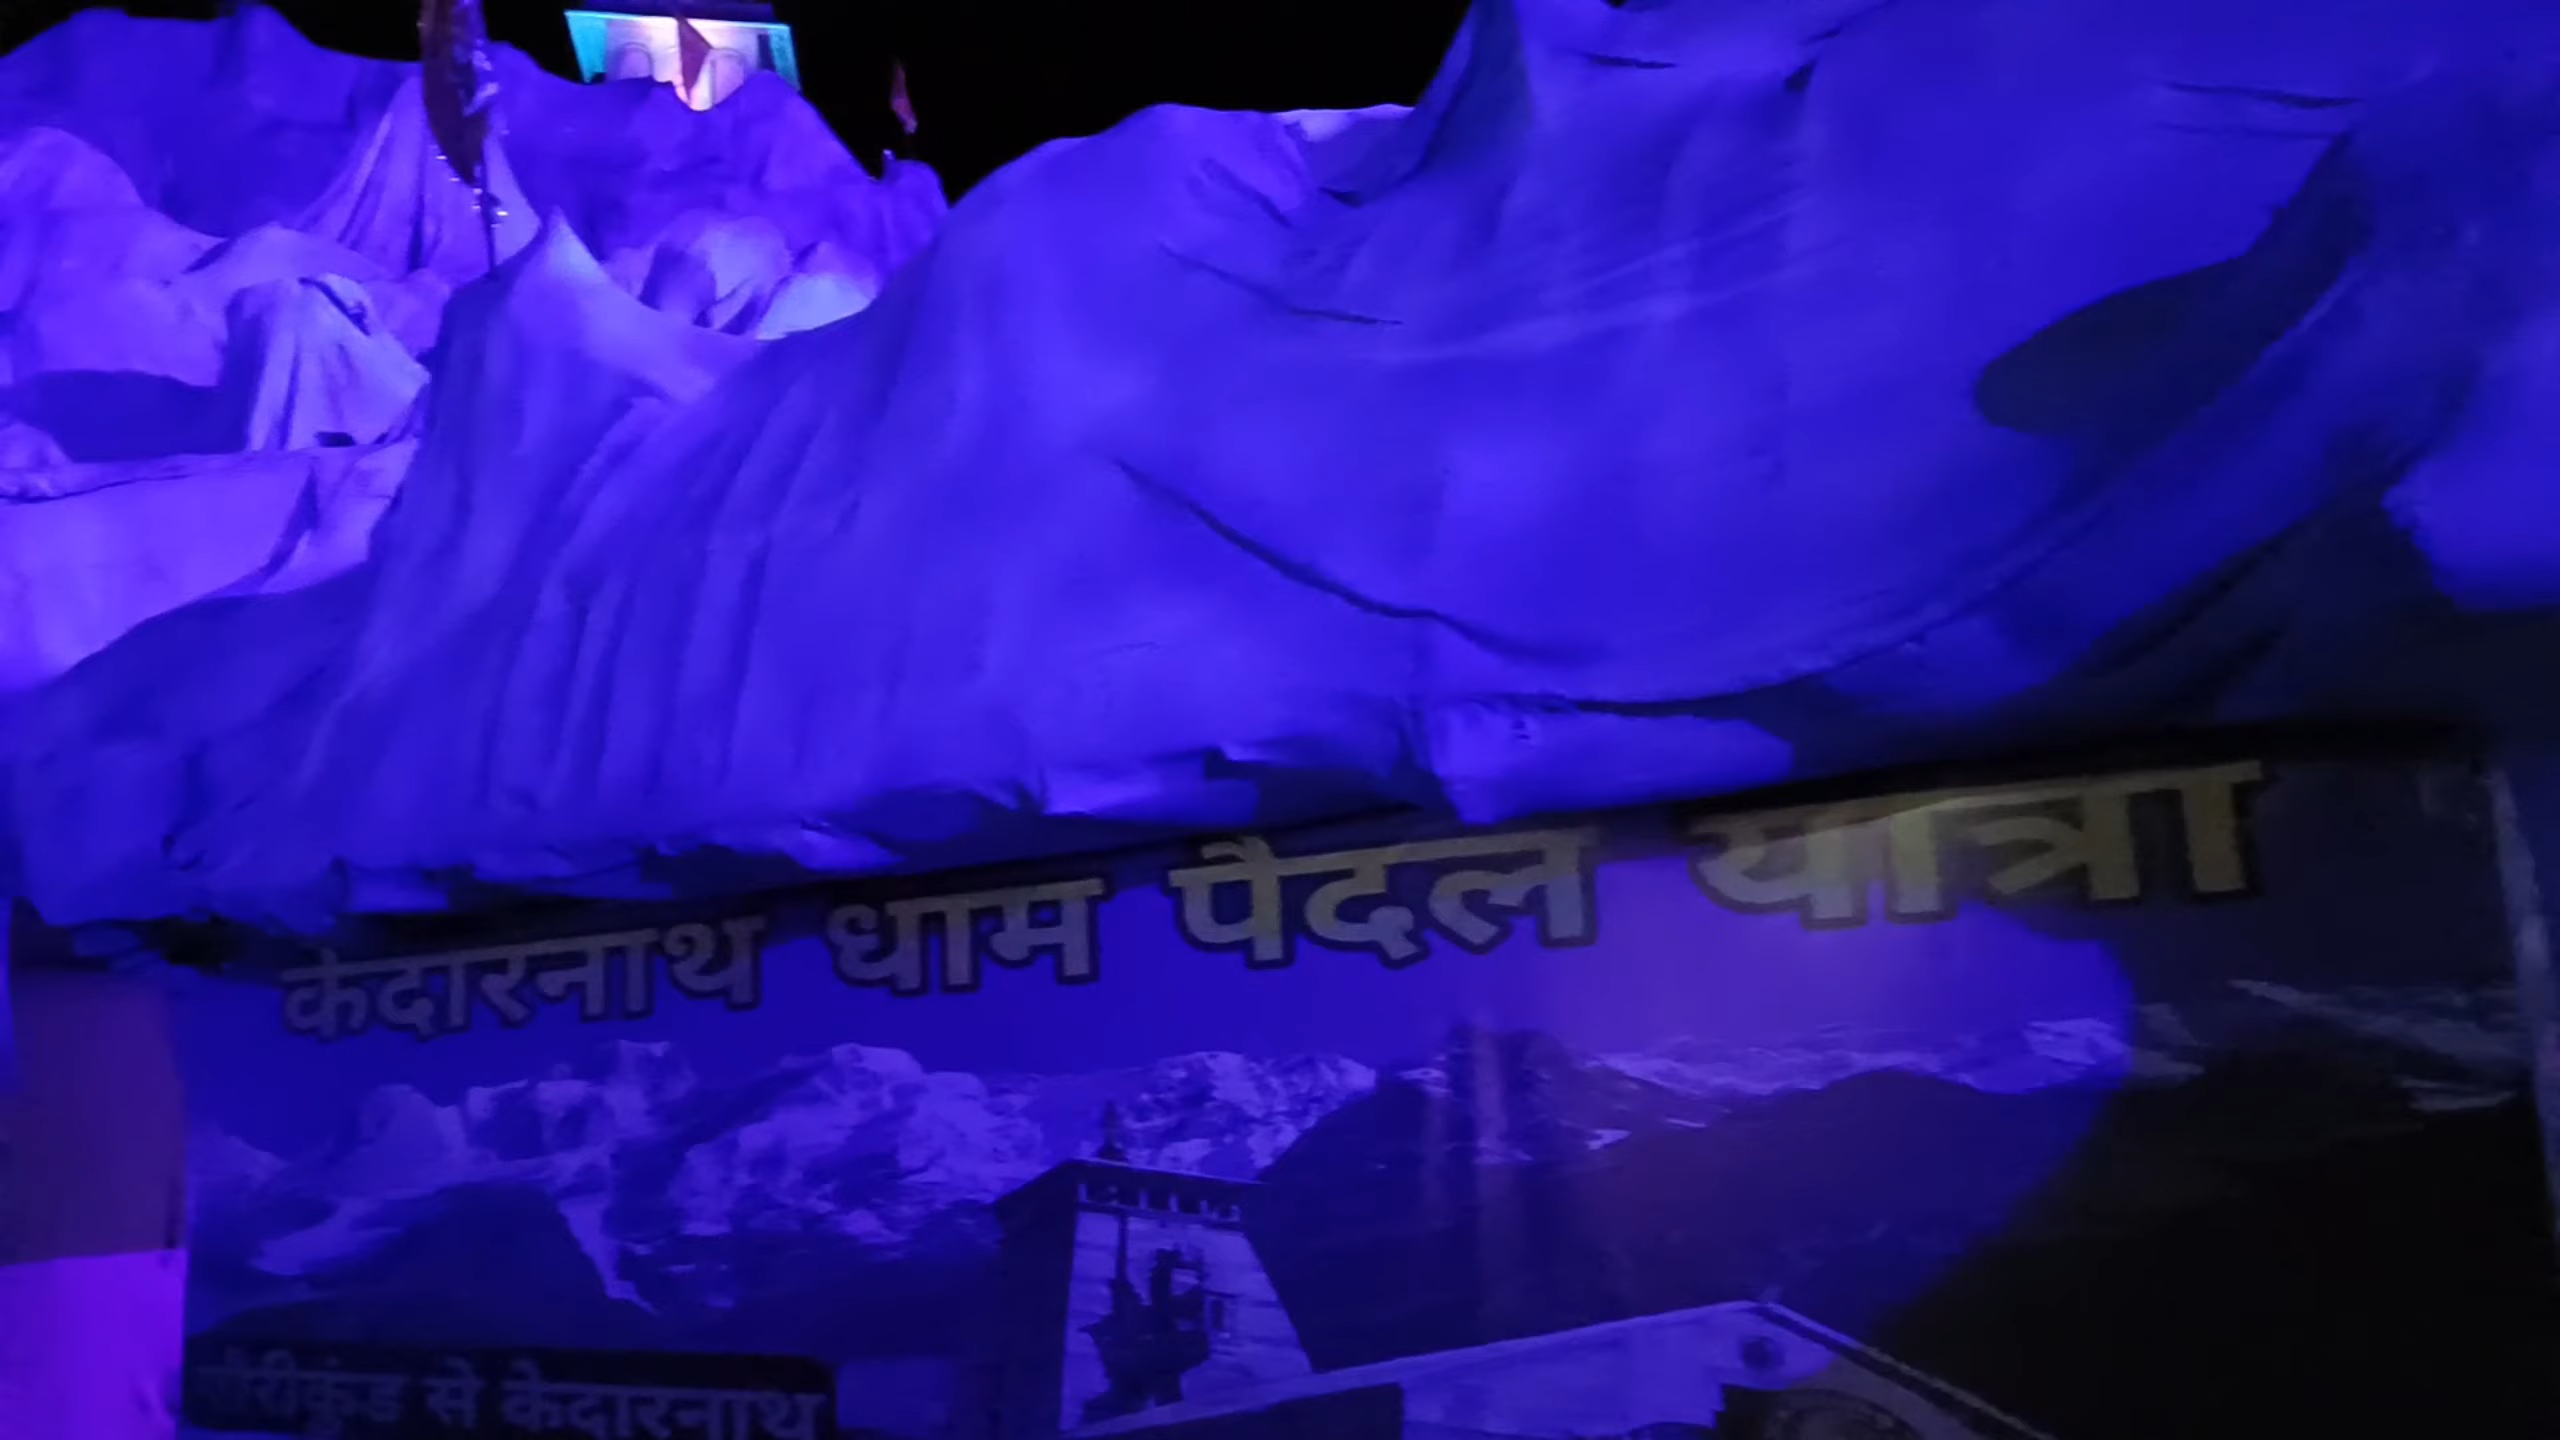 केदारनाथ धाम पैदल यात्रा
गौरीकुंड से केदारनाथ